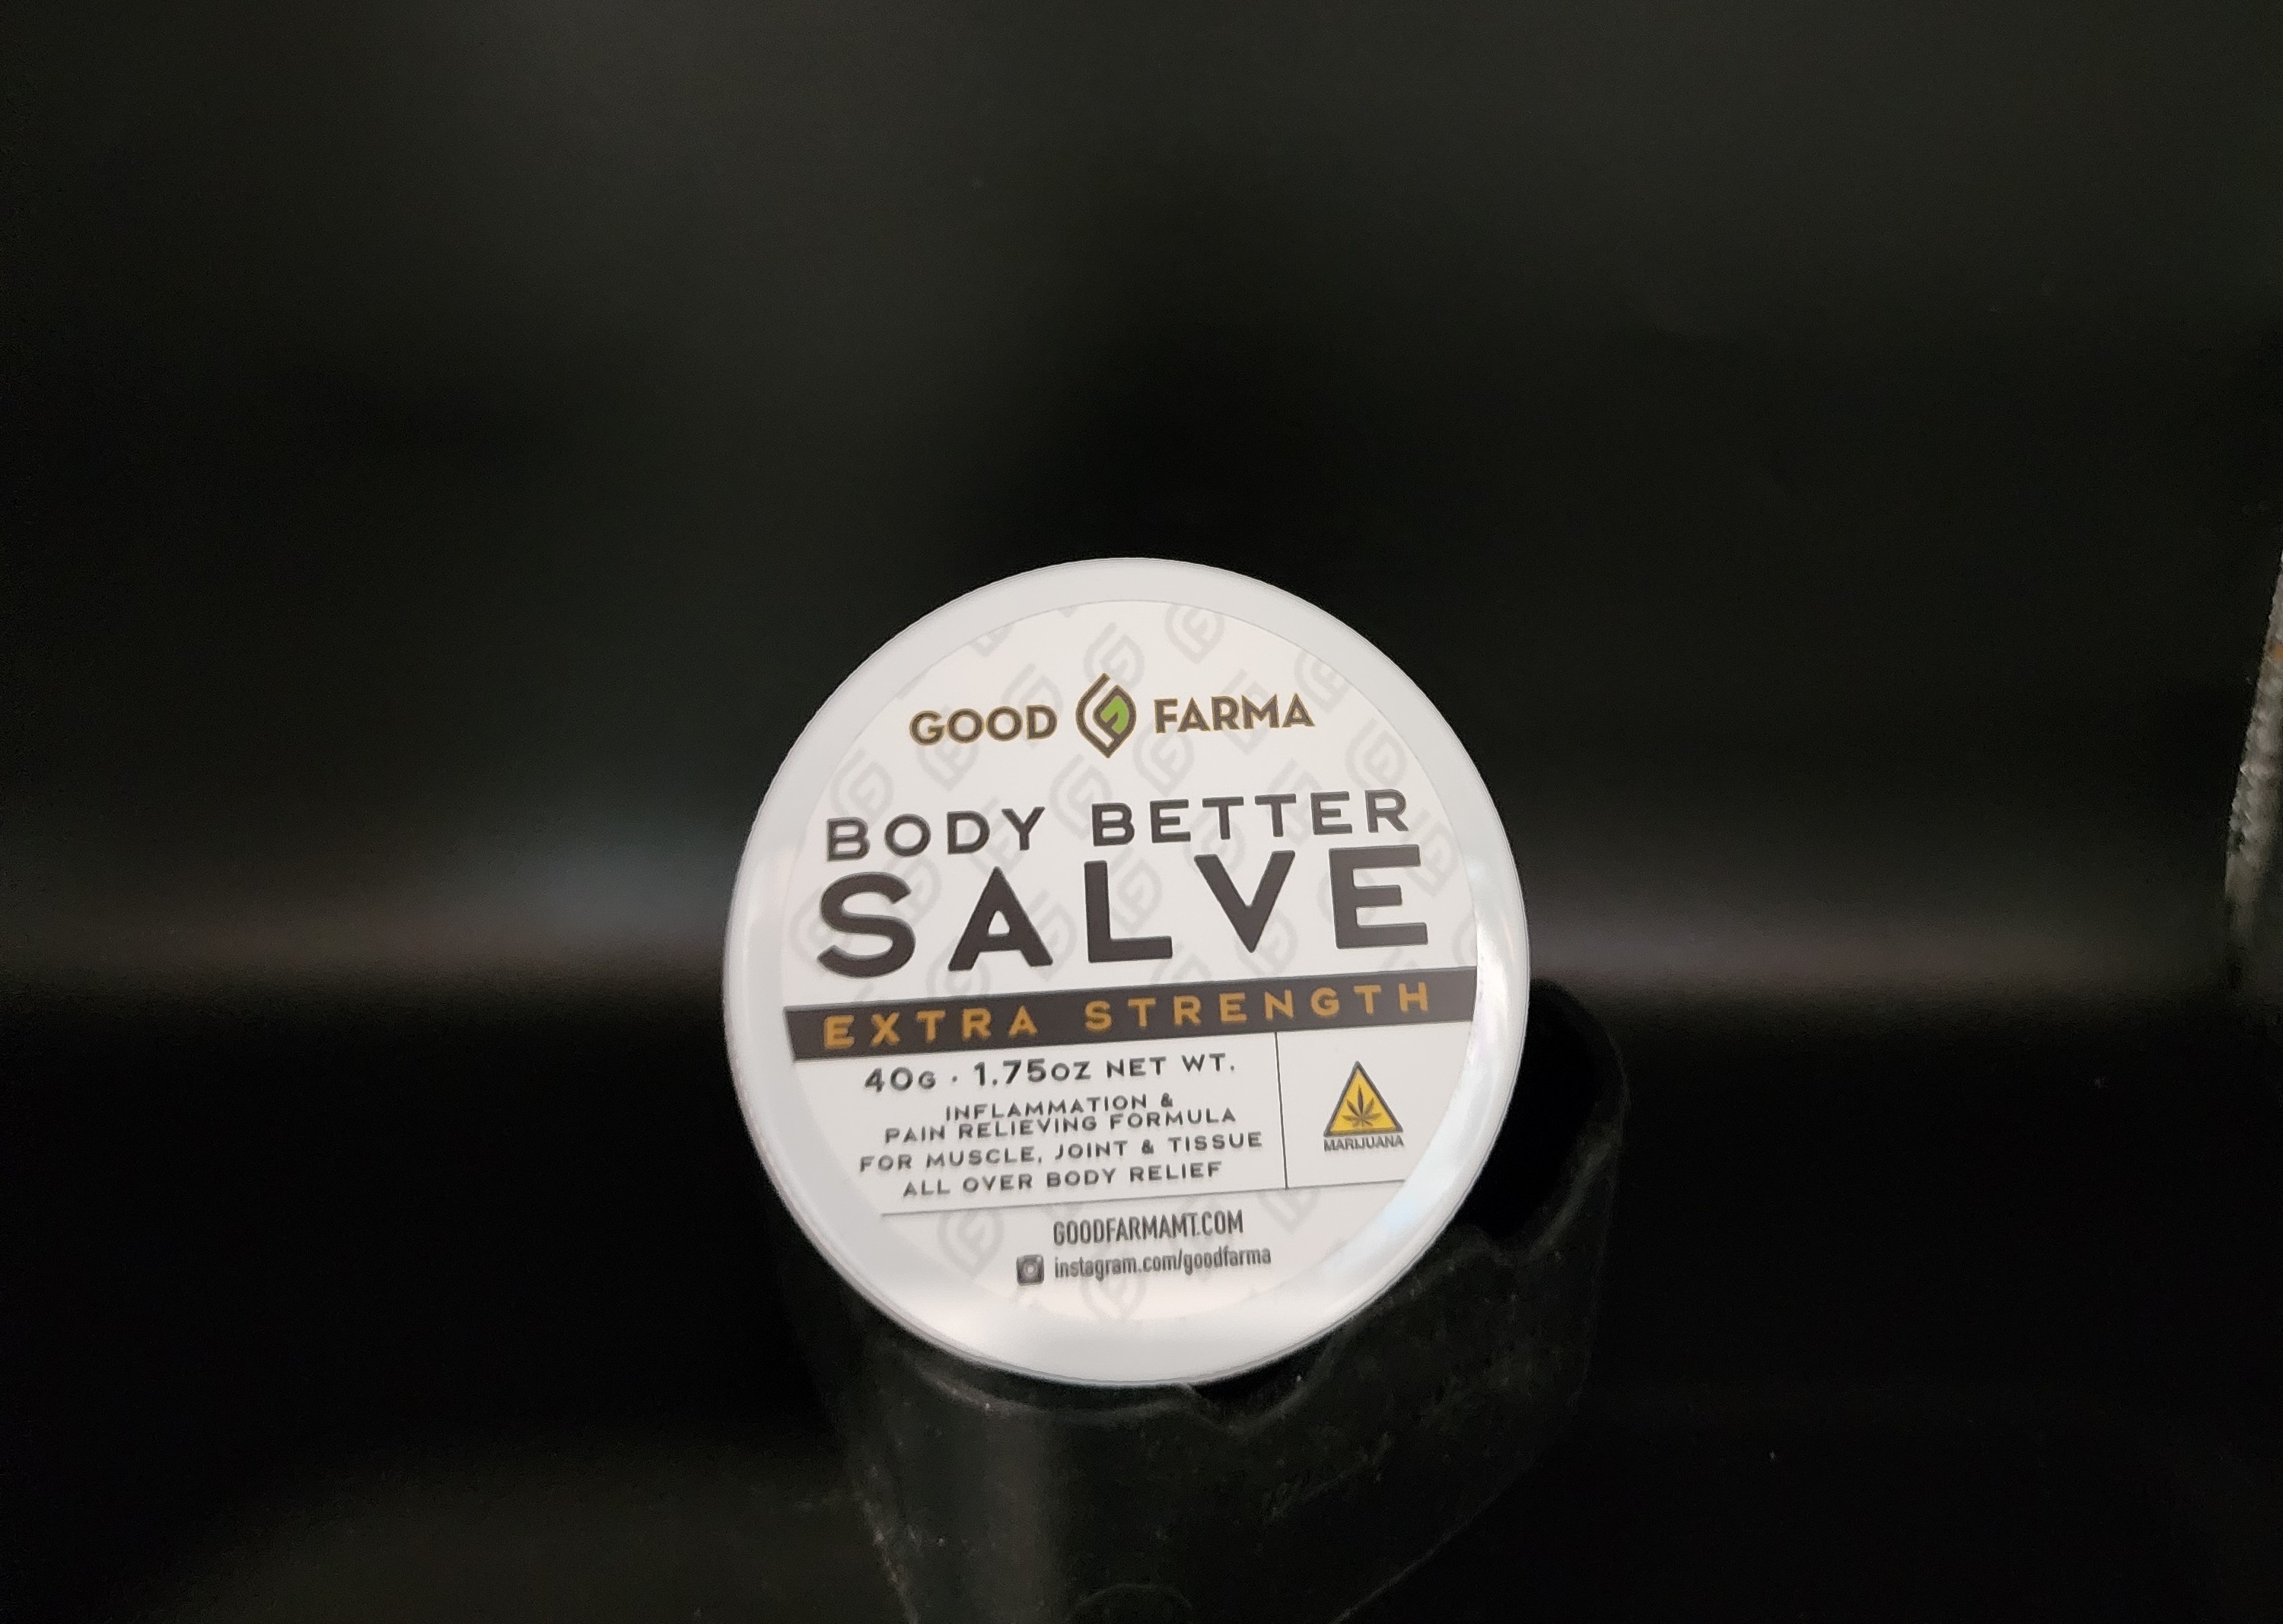 GOOD FARMA
BODY BETTER
SALVE
EXTRA STRENGTH
40G · 1.75OZ NET WT.
INFLAMMATION &
PAIN RELIEVING FORMULA
FOR MUSCLE, JOINT & TISSUE
ALL OVER BODY RELIEF
MARIJUANA
GOODFARMAMT.COM
instagram.com/goodfarma